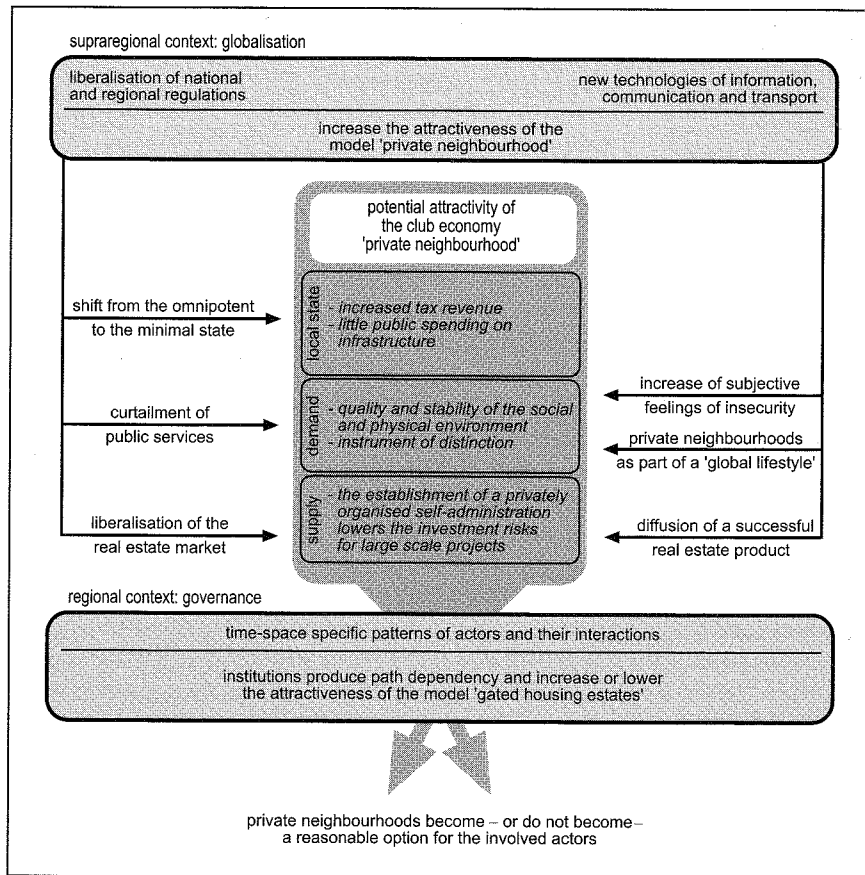 supraregional context: globalisation
liberalisation of national
and regional regulations
new technologies of information,
communication and transport
increase the attractiveness of the
model 'private neighbourhood'
potential attractivity of
the club economy
'private neighbourhood'
shift from the omnipotent
to the minimal state
local state
- increased tax revenue
- little public spending on
infrastructure
curtailment of
public services
demand
- quality and stability of the social
and physical environment
- instrument of distinction
increase of subjective
feelings of insecurity
private neighbourhoods
as part of a 'global lifestyle'
liberalisation of the
real estate market
supply
- the establishment of a privately
organised self-administration
lowers the investment risks
for large scale projects
diffusion of a successful
real estate product
regional context: governance
time-space specific patterns of actors and their interactions
institutions produce path dependency and increase or lower
the attractiveness of the model 'gated housing estates'
private neighbourhoods become – or do not become–
a reasonable option for the involved actors